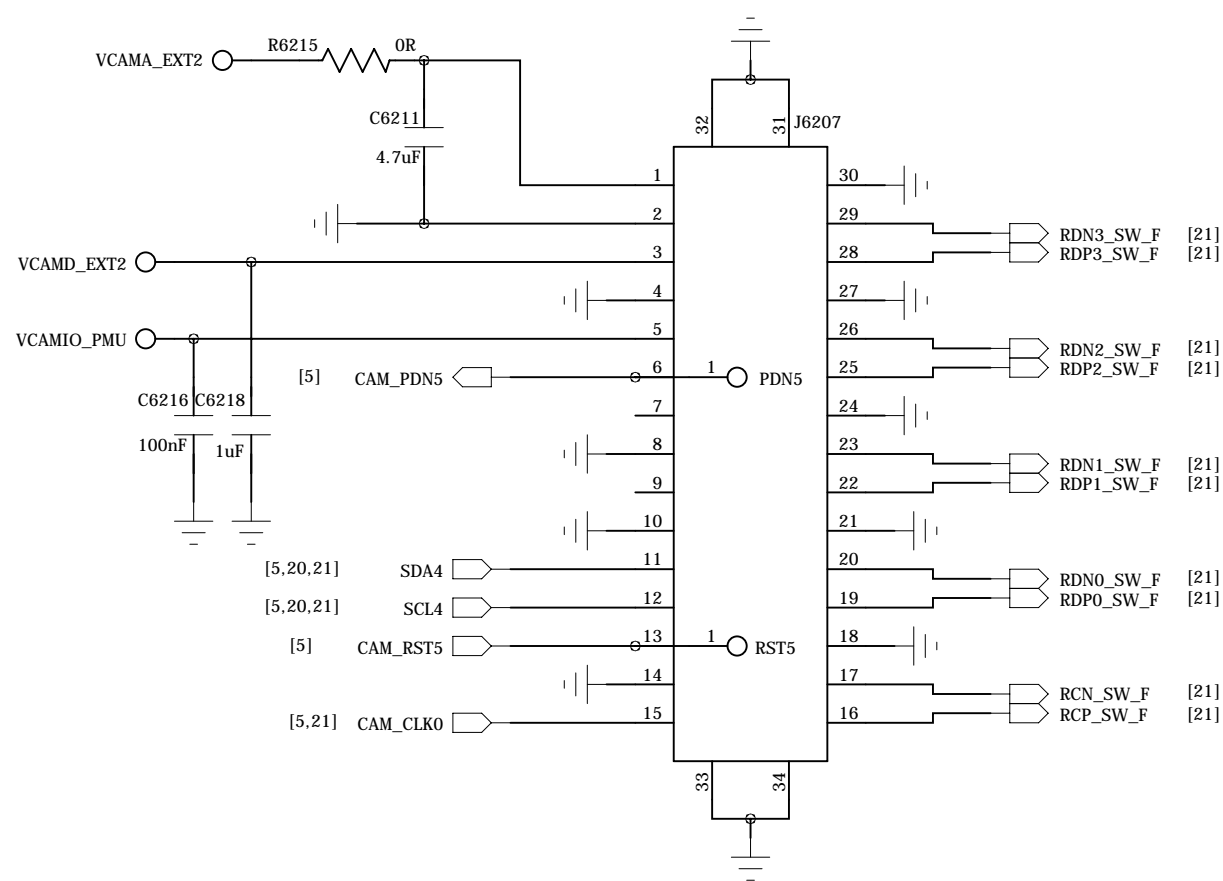 R6215 0R
VCAMA_EXT2
C6211
4.7uF
32
31
J6207
1
30
2
29
RDN3_SW_F [21]
VCAMD_EXT2
3
28
RDP3_SW_F [21]
4
27
VCAMIO_PMU
5
26
RDN2_SW_F [21]
[5] CAM_PDN5
6
1
PDN5
25
RDP2_SW_F [21]
C6216 C6218
100nF
1uF
7
24
8
23
RDN1_SW_F [21]
9
22
RDP1_SW_F [21]
10
21
[5,20,21] SDA4
11
20
RDN0_SW_F [21]
[5,20,21] SCL4
12
19
RDP0_SW_F [21]
[5] CAM_RST5
13
1
RST5
18
14
17
RCN_SW_F [21]
[5,21] CAM_CLK0
15
16
RCP_SW_F [21]
33
34